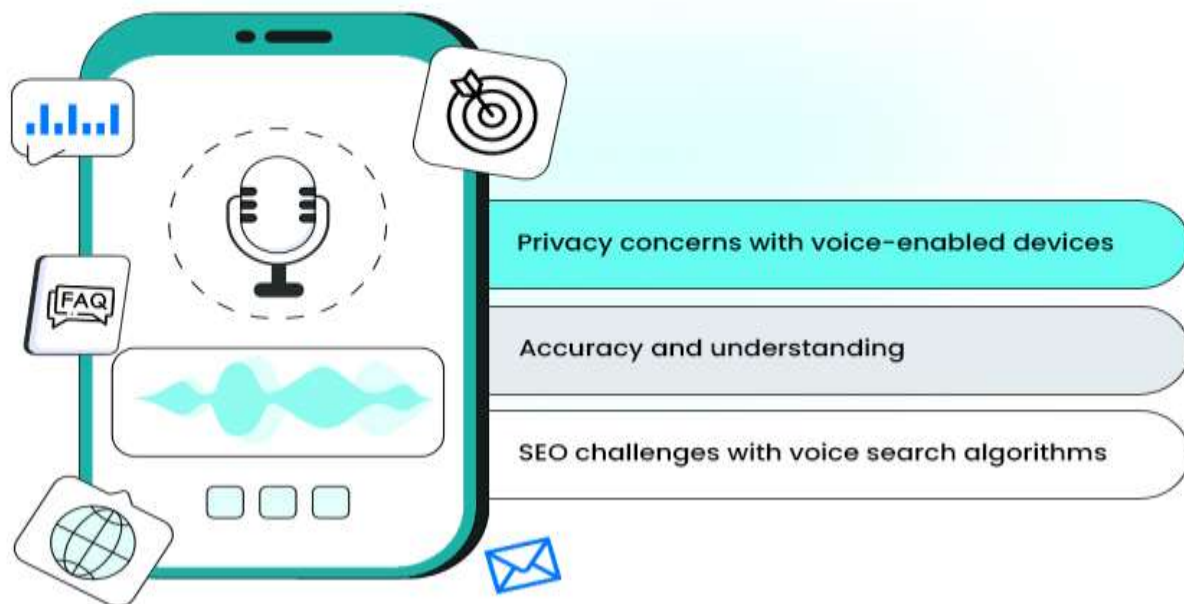 FAQ
Privacy concerns with voice-enabled devices
Accuracy and understanding
SEO challenges with voice search algorithms